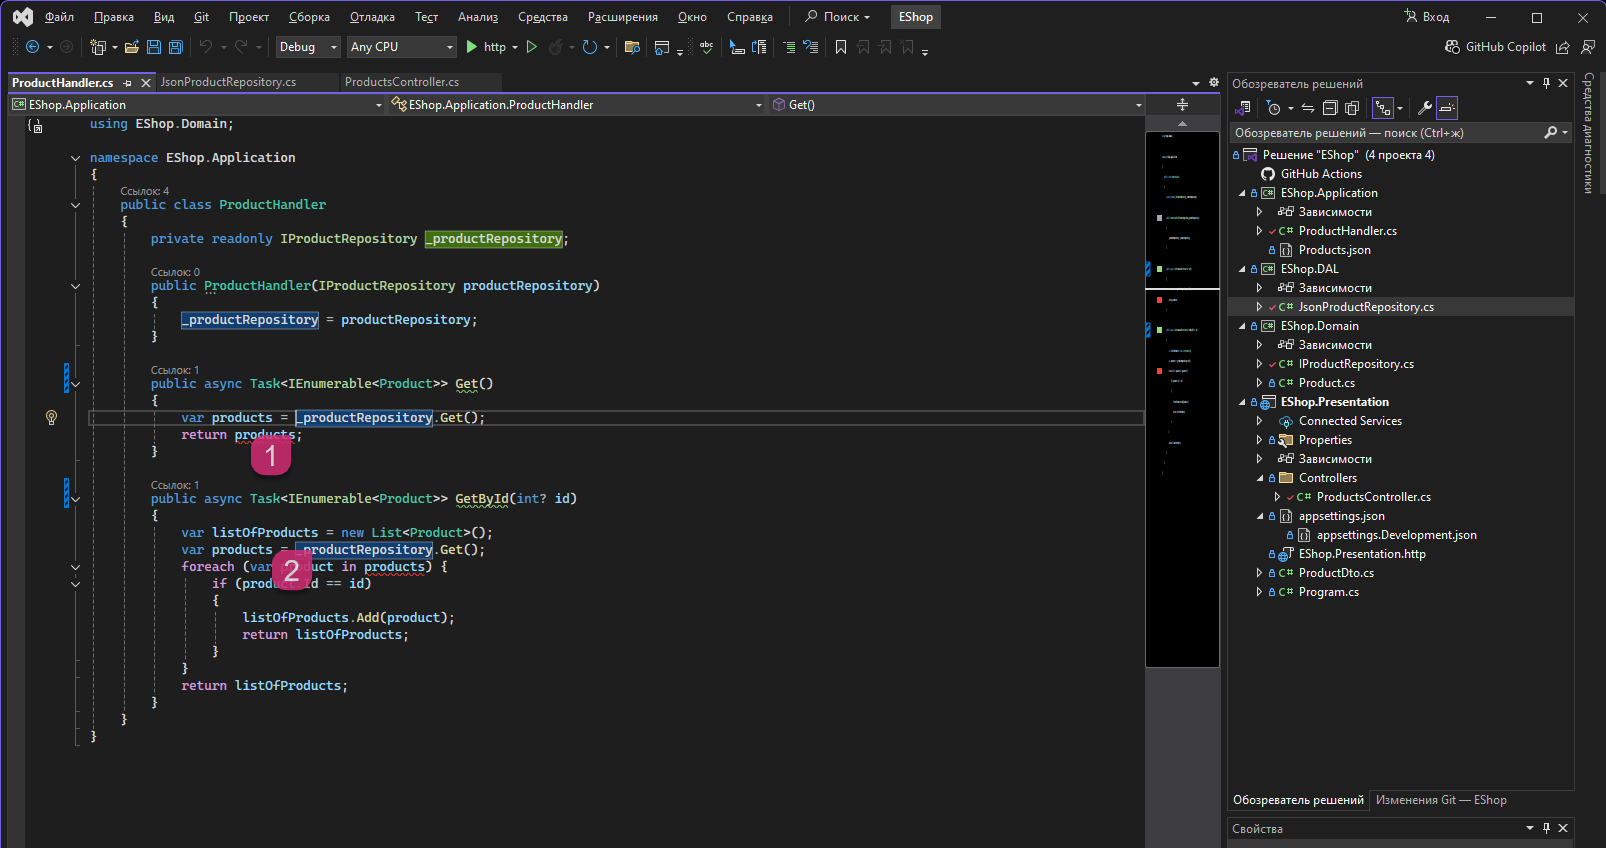 Файл Правка Вид Git Проект Сборка Отладка Тест Анализ Средства Расширения Окно Справка Поиск EShop Вход
Debug Any CPU http abc GitHub Copilot
ProductHandler.cs JsonProductRepository.cs ProductsController.cs
EShop.Application EShop.Application.ProductHandler Get()
using EShop.Domain;
namespace EShop.Application
{
Ссылок: 4
public class ProductHandler
{
private readonly IProductRepository _productRepository;
Ссылок: 0
public ProductHandler(IProductRepository productRepository)
{
_productRepository = productRepository;
}
Ссылок: 1
public async Task<IEnumerable<Product>> Get()
{
var products = _productRepository.Get();
return products;
1
}
Ссылок: 1
public async Task<IEnumerable<Product>> GetById(int? id)
{
var listOfProducts = new List<Product>();
var products = _productRepository.Get();
2
foreach (var product in products) {
if (product.Id == id)
{
listOfProducts.Add(product);
return listOfProducts;
}
}
return listOfProducts;
}
}
}
Обозреватель решений
Обозреватель решений — поиск (Ctrl+ж)
Решение "EShop" (4 проекта 4)
GitHub Actions
EShop.Application
Зависимости
C# ProductHandler.cs
Products.json
EShop.DAL
Зависимости
C# JsonProductRepository.cs
EShop.Domain
Зависимости
C# IProductRepository.cs
C# Product.cs
EShop.Presentation
Connected Services
Properties
Зависимости
Controllers
C# ProductsController.cs
appsettings.json
appsettings.Development.json
EShop.Presentation.http
C# ProductDto.cs
C# Program.cs
Обозреватель решений Изменения Git — EShop
Свойства
Средства диагностики